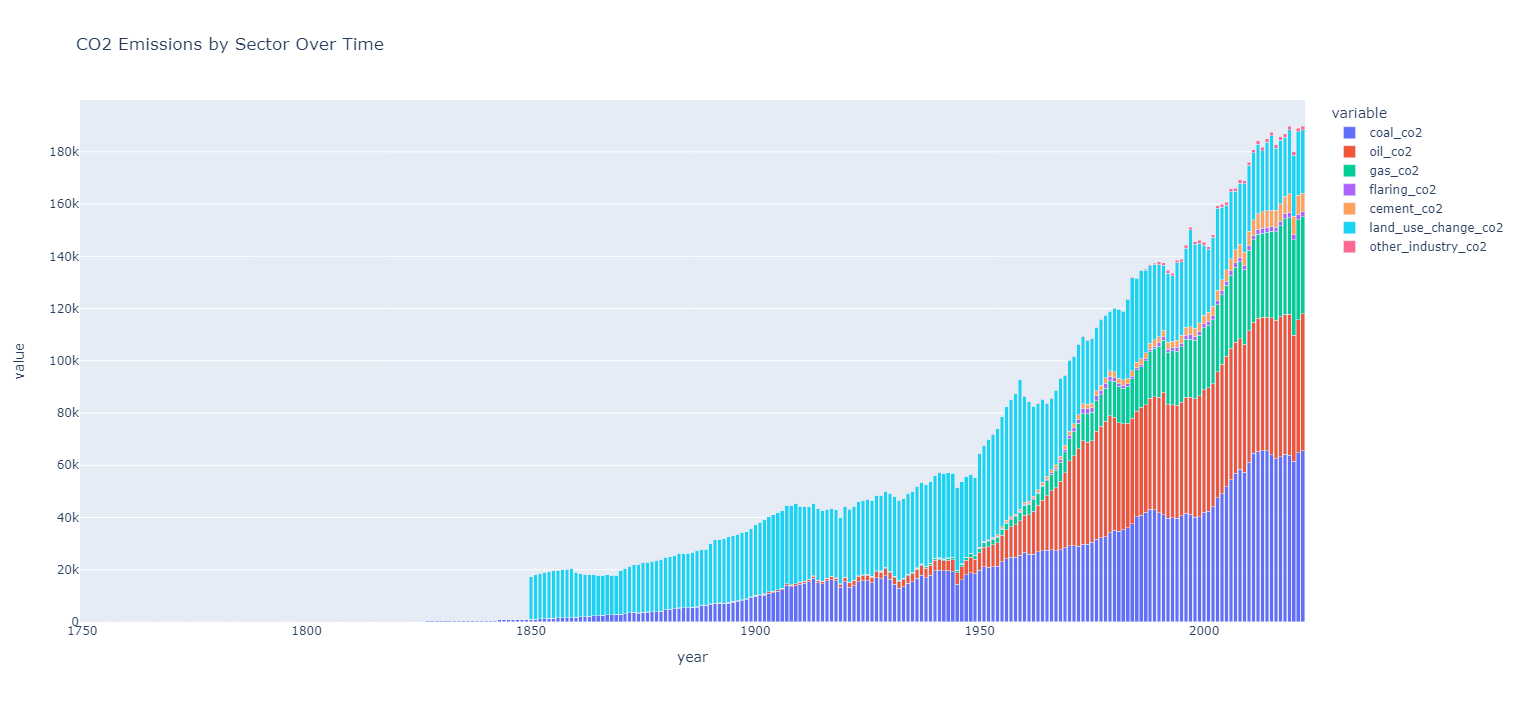 CO2 Emissions by Sector Over Time
variable
coal_co2
oil_co2
gas_co2
flaring_co2
cement_co2
land_use_change_co2
other_industry_co2
180k
160k
140k
120k
100k
80k
60k
40k
20k
0
value
1750 1800 1850 1900 1950 2000
year